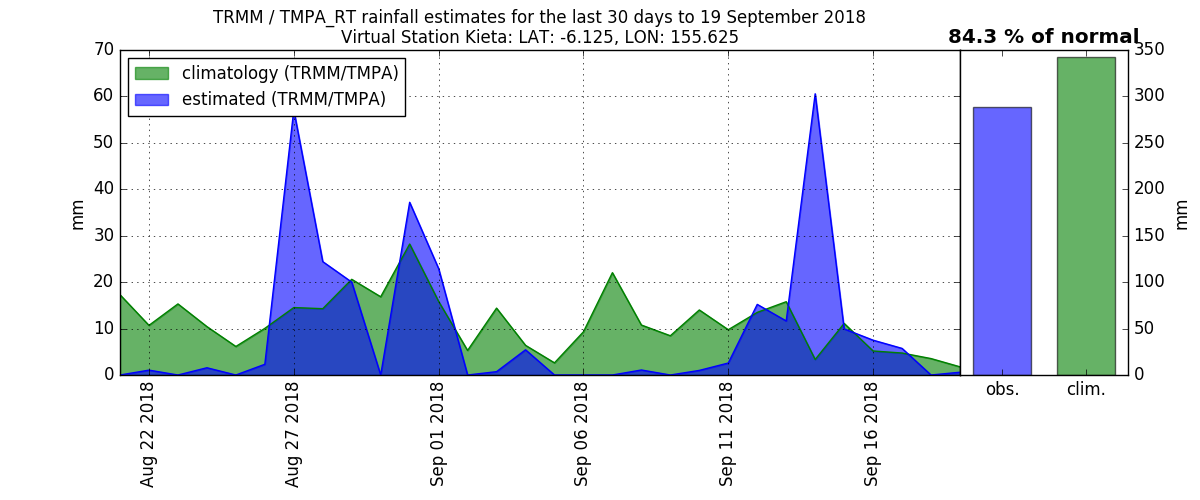 TRMM / TMPA_RT rainfall estimates for the last 30 days to 19 September 2018
Virtual Station Kieta: LAT: -6.125, LON: 155.625
84.3 % of normal
climatology (TRMM/TMPA)
estimated (TRMM/TMPA)
mm
70
60
50
40
30
20
10
0
Aug 22 2018
Aug 27 2018
Sep 01 2018
Sep 06 2018
Sep 11 2018
Sep 16 2018
350
300
250
200
150
100
50
0
mm
obs.
clim.